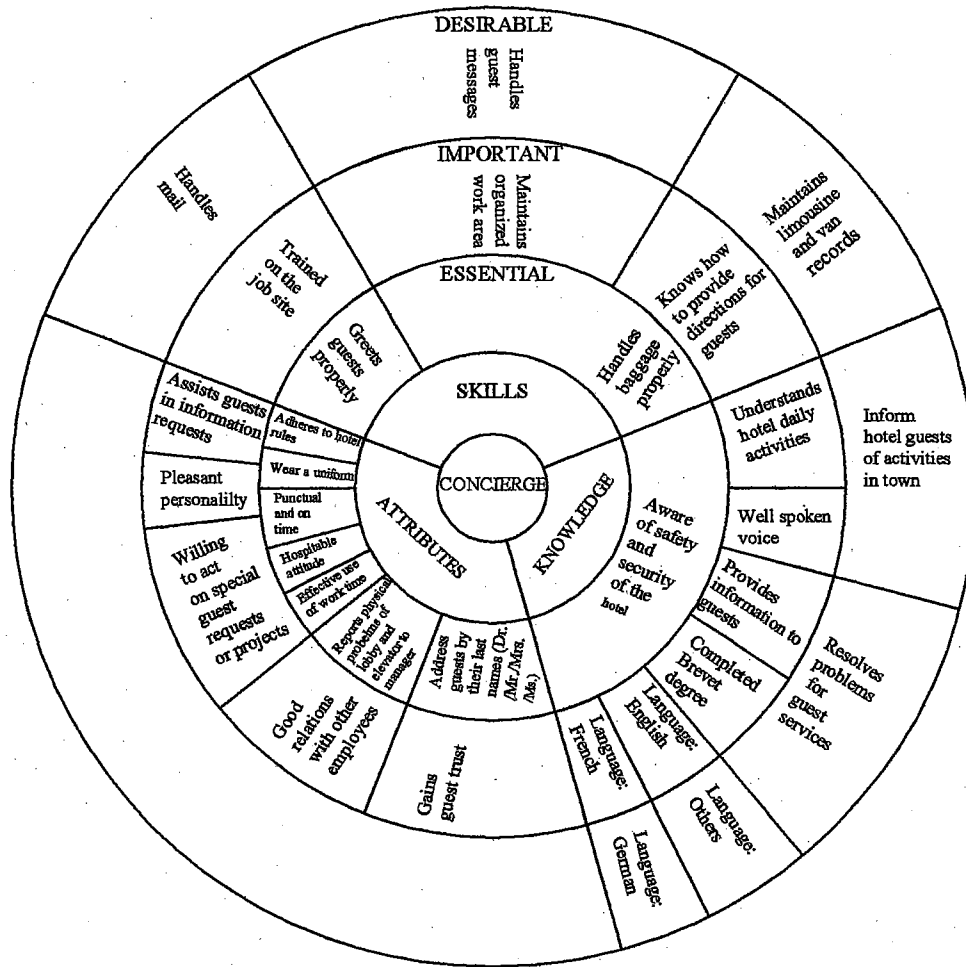 DESIRABLE
Handles
guest
messages
Handles
mail
Maintains
limousine
and van
records
IMPORTANT
Maintains
organized
work area
Trained
on the
job site
Knows how
to provide
directions for
guests
ESSENTIAL
Greets
guests
properly
Handles
baggage
properly
SKILLS
CONCIERGE
ATTRIBUTES
KNOWLEDGE
Assists guests
in information
requests
Adheres to hotel
rules
Pleasant
personalilty
Wear a uniform
Punctual
and on
time
Willing
to act
on special
guest
requests
or projects
Hospitable
attitude
Effective use
of work time
Reports physical
probelms of
lobby and
elevator to
manager
Address
guests by
their last
names (Dr.
/Mr./Mrs.
/Ms.)
Good
relations
with other
employees
Gains
guest trust
Understands
hotel daily
activities
Inform
hotel guests
of activities
in town
Aware
of safety
and
security
of the
hotel
Well spoken
voice
Provides
information to
guests
Completed
Brevet
degree
Resolves
problems
for
guest
services
Language:
English
Language:
French
Language:
Others
Language:
German